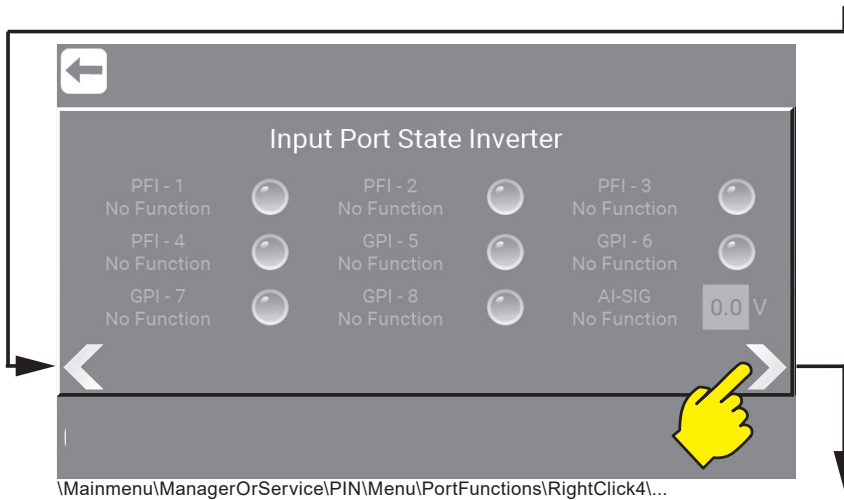 Input Port State Inverter
PFI - 1 PFI - 2 PFI - 3
No Function No Function No Function
PFI - 4 GPI - 5 GPI - 6
No Function No Function No Function
GPI - 7 GPI - 8 AI-SIG
No Function No Function No Function 0.0 V
\Mainmenu\ManagerOrService\PIN\Menu\PortFunctions\RightClick4\...